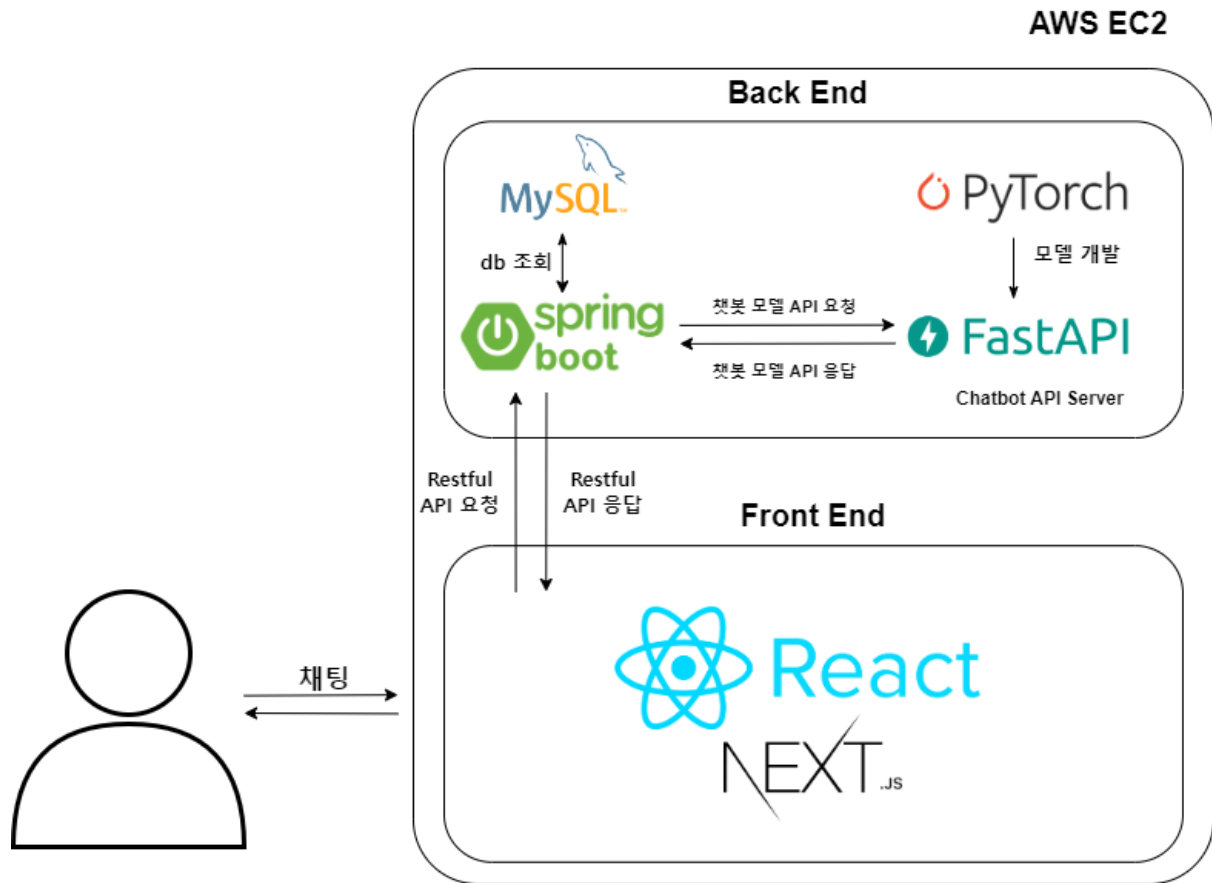 AWS EC2
Back End
MySQL™
PyTorch
db 조회
모델 개발
spring
boot
챗봇 모델 API 요청
챗봇 모델 API 응답
FastAPI
Chatbot API Server
Restful
API 요청
Restful
API 응답
Front End
채팅
React
NEXT.JS